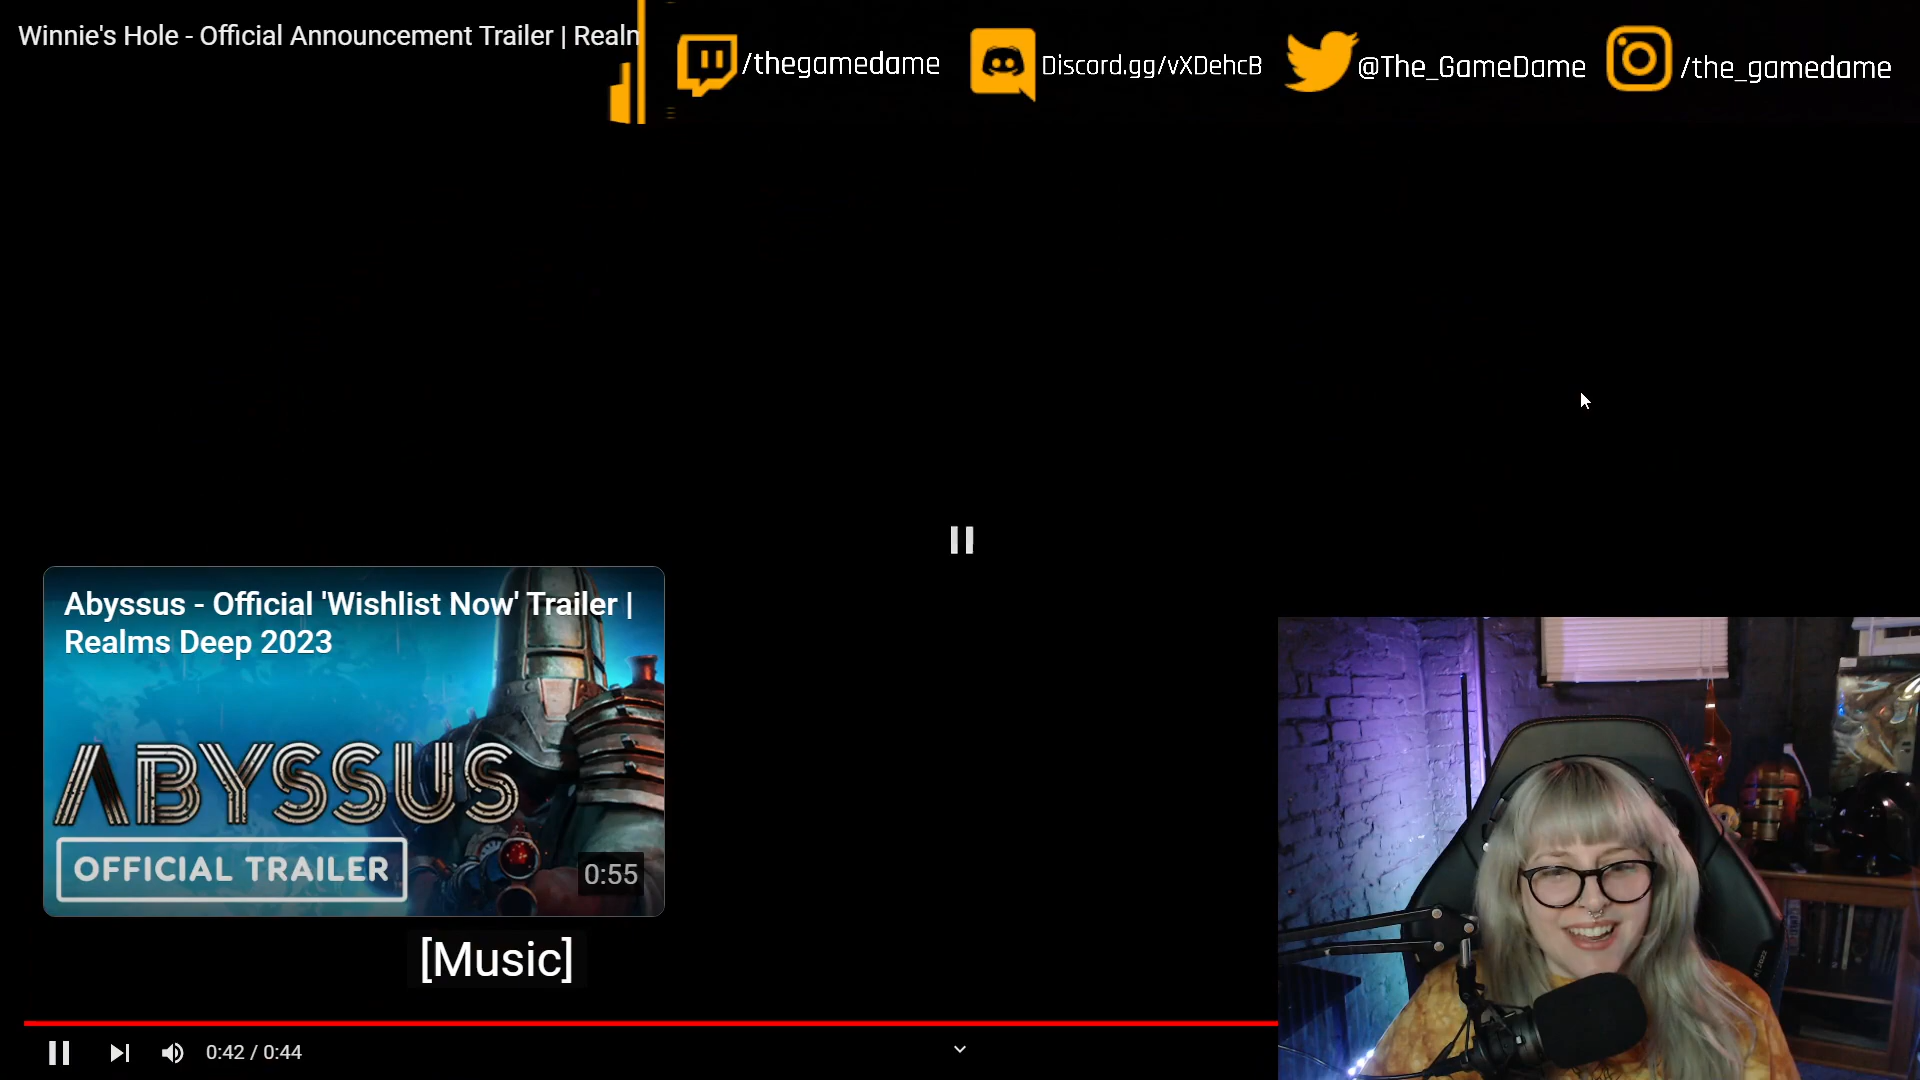 Winnie's Hole - Official Announcement Trailer | Realm
/thegamedame
Discord.gg/vXDehcB
@The_GameDame
/the_gamedame
Abyssus - Official 'Wishlist Now' Trailer |
Realms Deep 2023
ABYSSUS
OFFICIAL TRAILER
0:55
[Music]
0:42 / 0:44